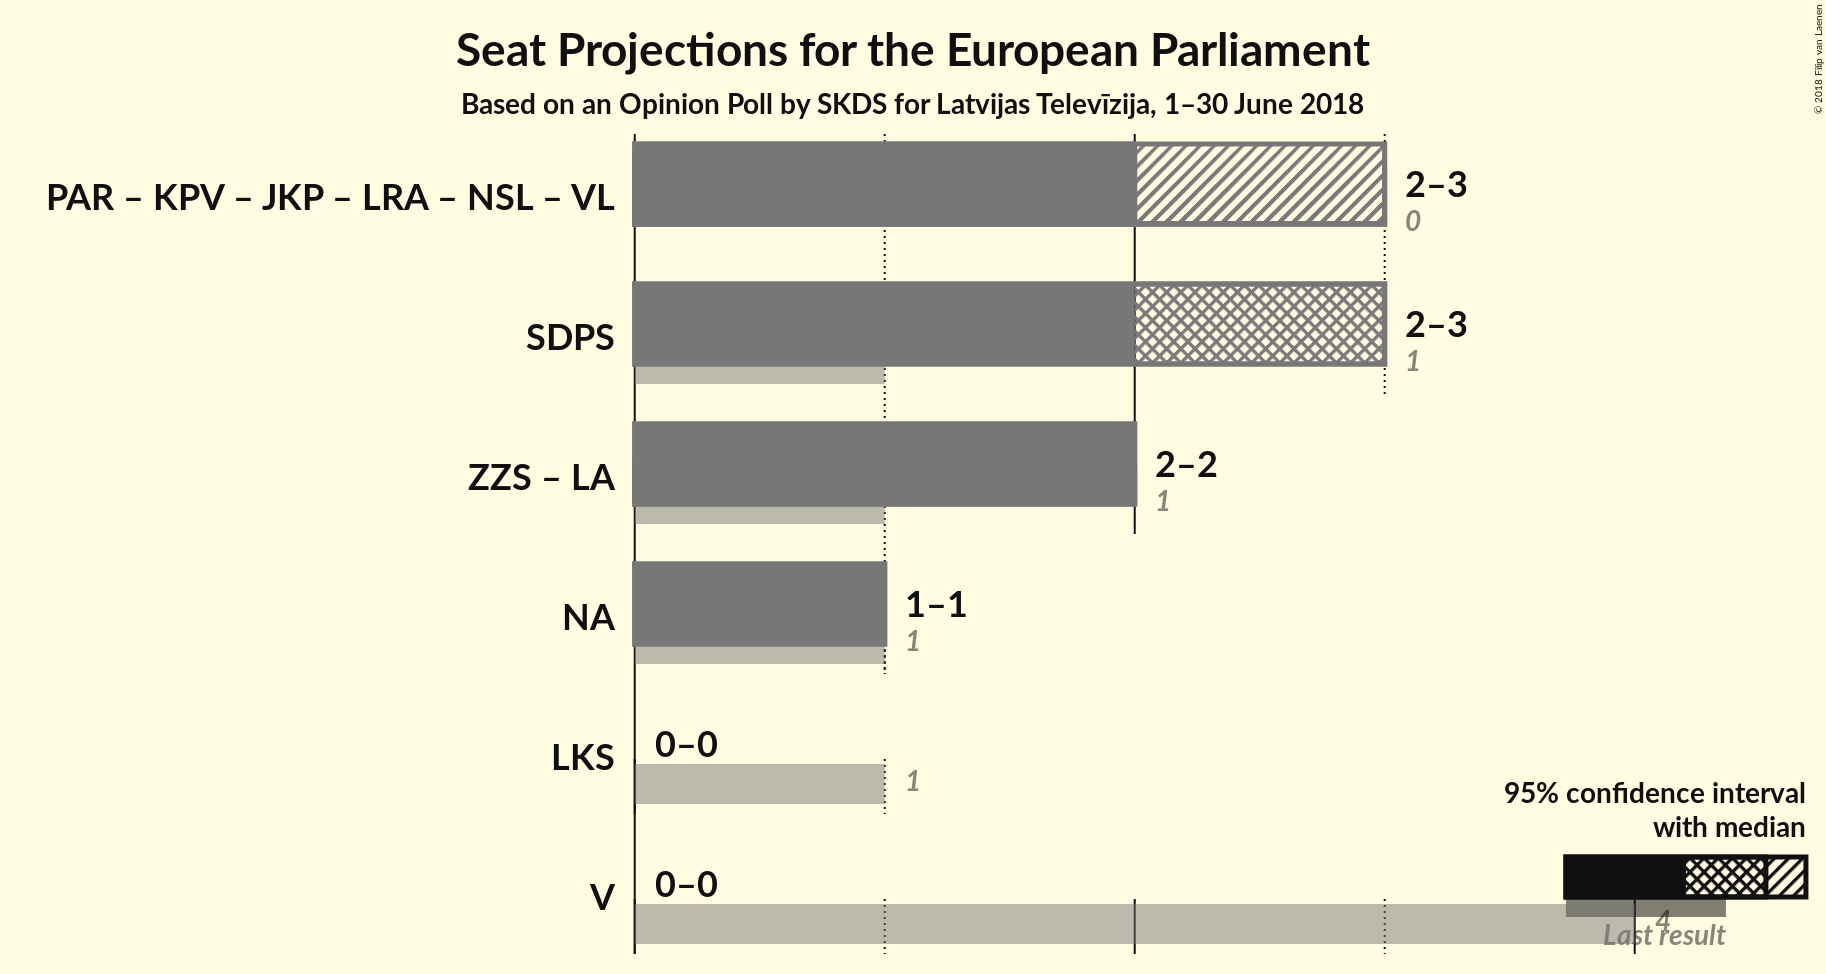 Seat Projections for the European Parliament
Based on an Opinion Poll by SKDS for Latvijas Televīzija, 1–30 June 2018
© 2018 Filip van Laenen
PAR – KPV – JKP – LRA – NSL – VL
2–3
0
SDPS
2–3
1
ZZS – LA
2–2
1
NA
1–1
1
LKS
0–0
1
V
0–0
4
95% confidence interval
with median
Last result